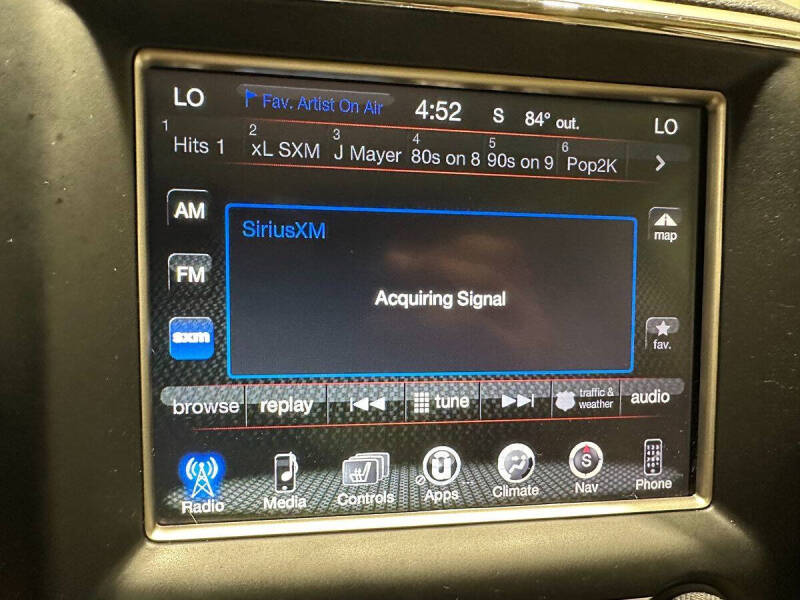 LO Fav. Artist On Air 4:52 S 84° out. LO
1 Hits 1 2 xL SXM 3 J Mayer 4 80s on 8 5 90s on 9 6 Pop2K >
AM
SiriusXM
map
FM
Acquiring Signal
sxm
fav.
browse replay tune traffic & weather audio
Radio Media Controls Apps Climate S Nav Phone